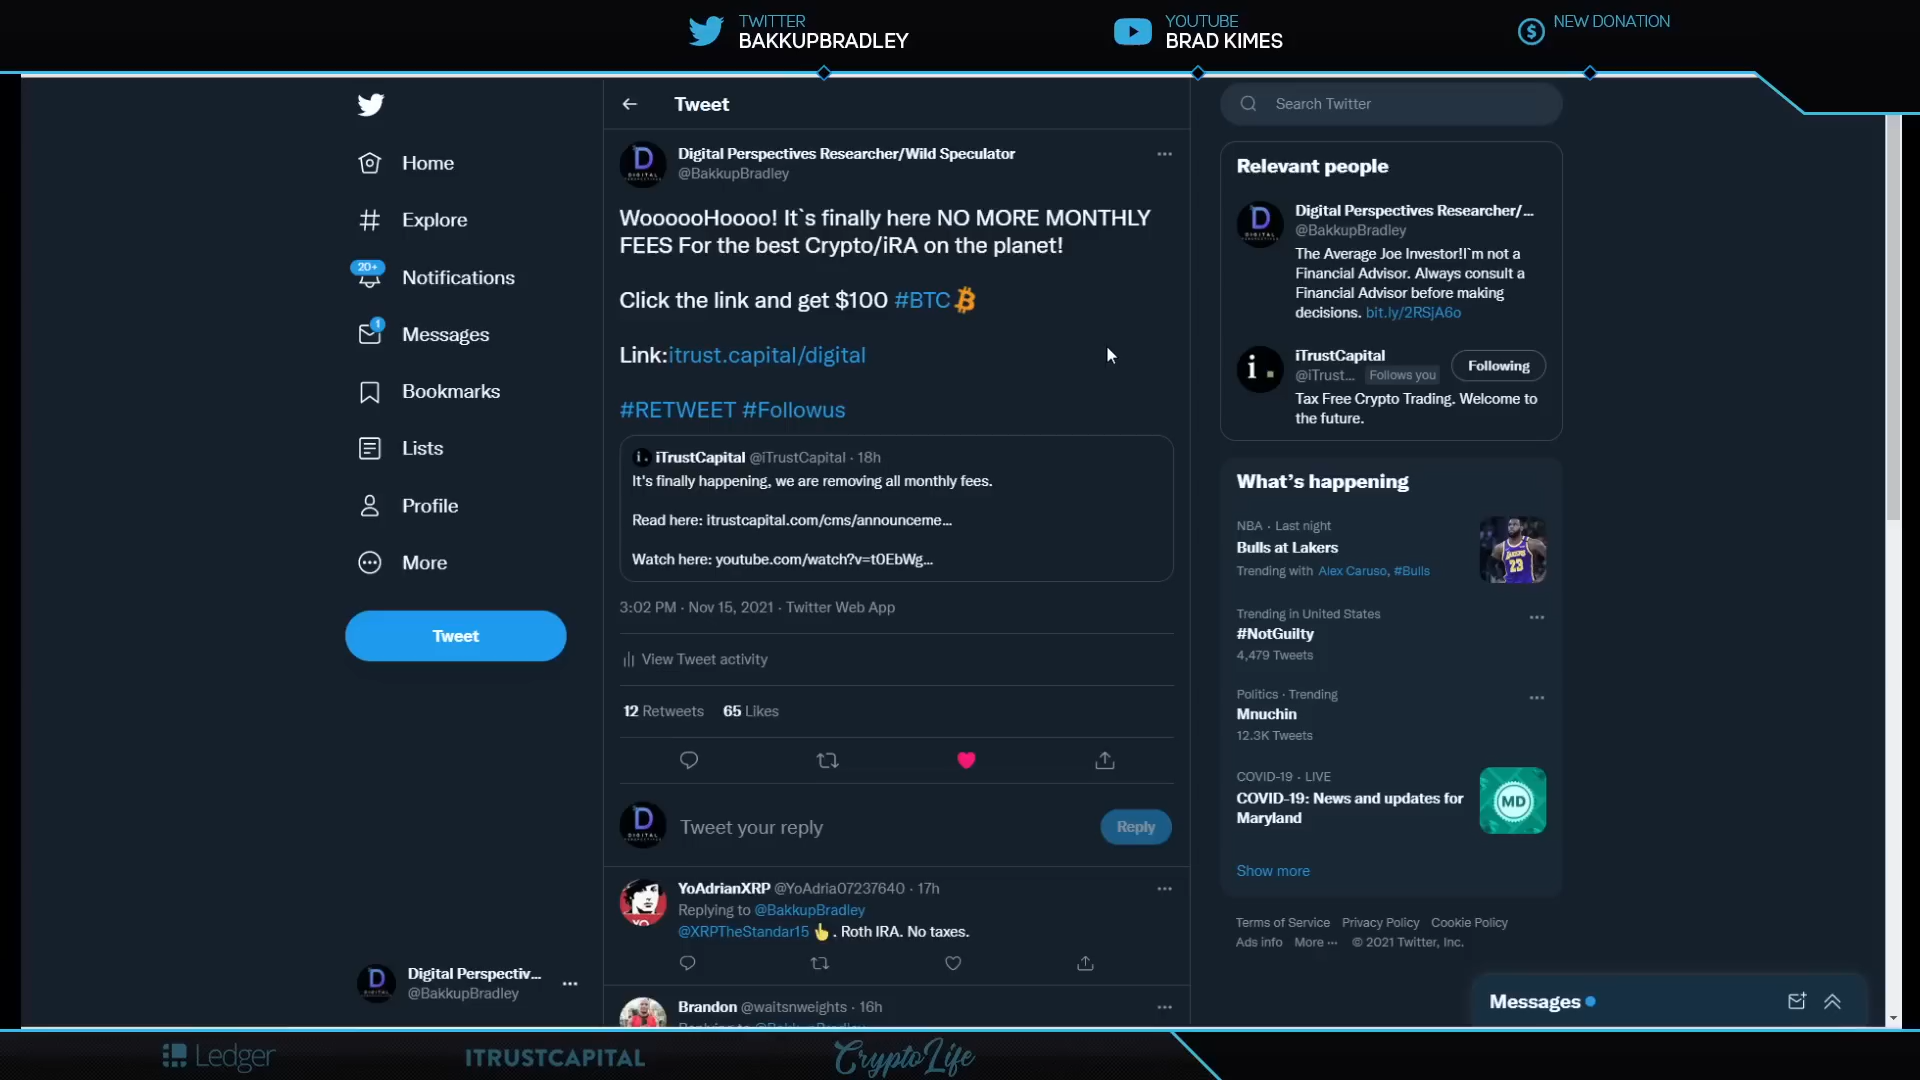 TWITTER
BAKKUPBRADLEY
YOUTUBE
BRAD KIMES
NEW DONATION
Home
Explore
20+
Notifications
1
Messages
Bookmarks
Lists
Profile
More
Tweet
Digital Perspectiv...
@BakkupBradley
Tweet
Digital Perspectives Researcher/Wild Speculator
@BakkupBradley
WoooooHoooo! It`s finally here NO MORE MONTHLY
FEES For the best Crypto/iRA on the planet!
Click the link and get $100 #BTC
Link:itrust.capital/digital
#RETWEET #Followus
iTrustCapital @iTrustCapital · 18h
It's finally happening, we are removing all monthly fees.
Read here: itrustcapital.com/cms/announceme...
Watch here: youtube.com/watch?v=t0EbWg...
3:02 PM · Nov 15, 2021 · Twitter Web App
View Tweet activity
12 Retweets 65 Likes
Tweet your reply
Reply
YoAdrianXRP @YoAdria07237640 · 17h
Replying to @BakkupBradley
@XRPTheStandar15 . Roth IRA. No taxes.
Brandon @waitsnweights · 16h
Replying to @BakkupBradley
Search Twitter
Relevant people
Digital Perspectives Researcher/...
@BakkupBradley
The Average Joe Investor!I`m not a
Financial Advisor. Always consult a
Financial Advisor before making
decisions. bit.ly/2RSjA6o
iTrustCapital
@iTrust... Follows you
Following
Tax Free Crypto Trading. Welcome to
the future.
What's happening
NBA · Last night
Bulls at Lakers
Trending with Alex Caruso, #Bulls
Trending in United States
#NotGuilty
4,479 Tweets
Politics · Trending
Mnuchin
12.3K Tweets
COVID-19 · LIVE
COVID-19: News and updates for
Maryland
MD
Show more
Terms of Service Privacy Policy Cookie Policy
Ads info More ··· © 2021 Twitter, Inc.
Messages
Ledger
ITRUSTCAPITAL
CryptoLife